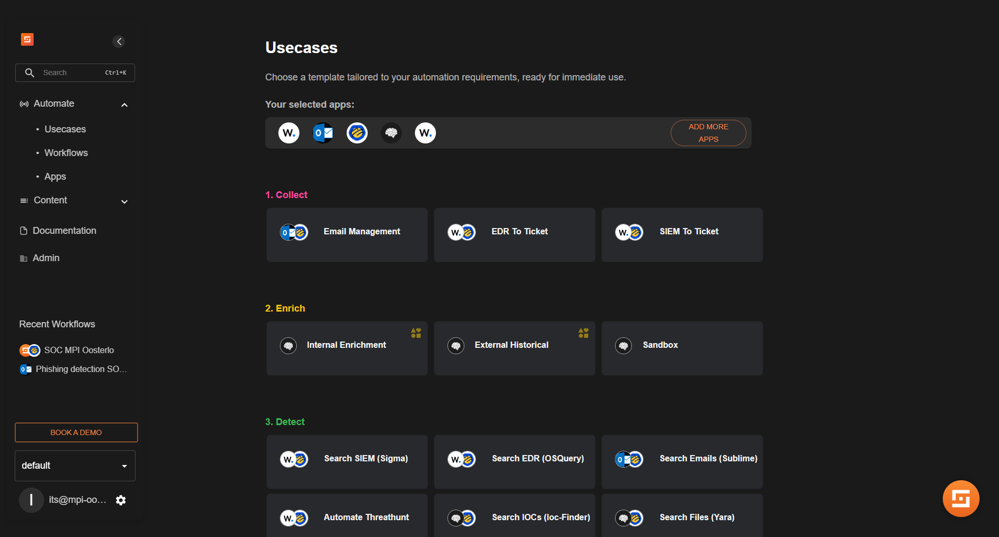 Search Ctrl+K
Automate
• Usecases
• Workflows
• Apps
Content
Documentation
Admin
Recent Workflows
SOC MPI Oosterlo
Phishing detection SO...
BOOK A DEMO
default
I its@mpi-oo...
Usecases
Choose a template tailored to your automation requirements, ready for immediate use.
Your selected apps:
W. O W.
ADD MORE
APPS
1. Collect
O Email Management
W. EDR To Ticket
W. SIEM To Ticket
2. Enrich
Internal Enrichment
External Historical
Sandbox
3. Detect
W. Search SIEM (Sigma)
W. Search EDR (OSQuery)
O Search Emails (Sublime)
W. Automate Threathunt
Search IOCs (Ioc-Finder)
Search Files (Yara)